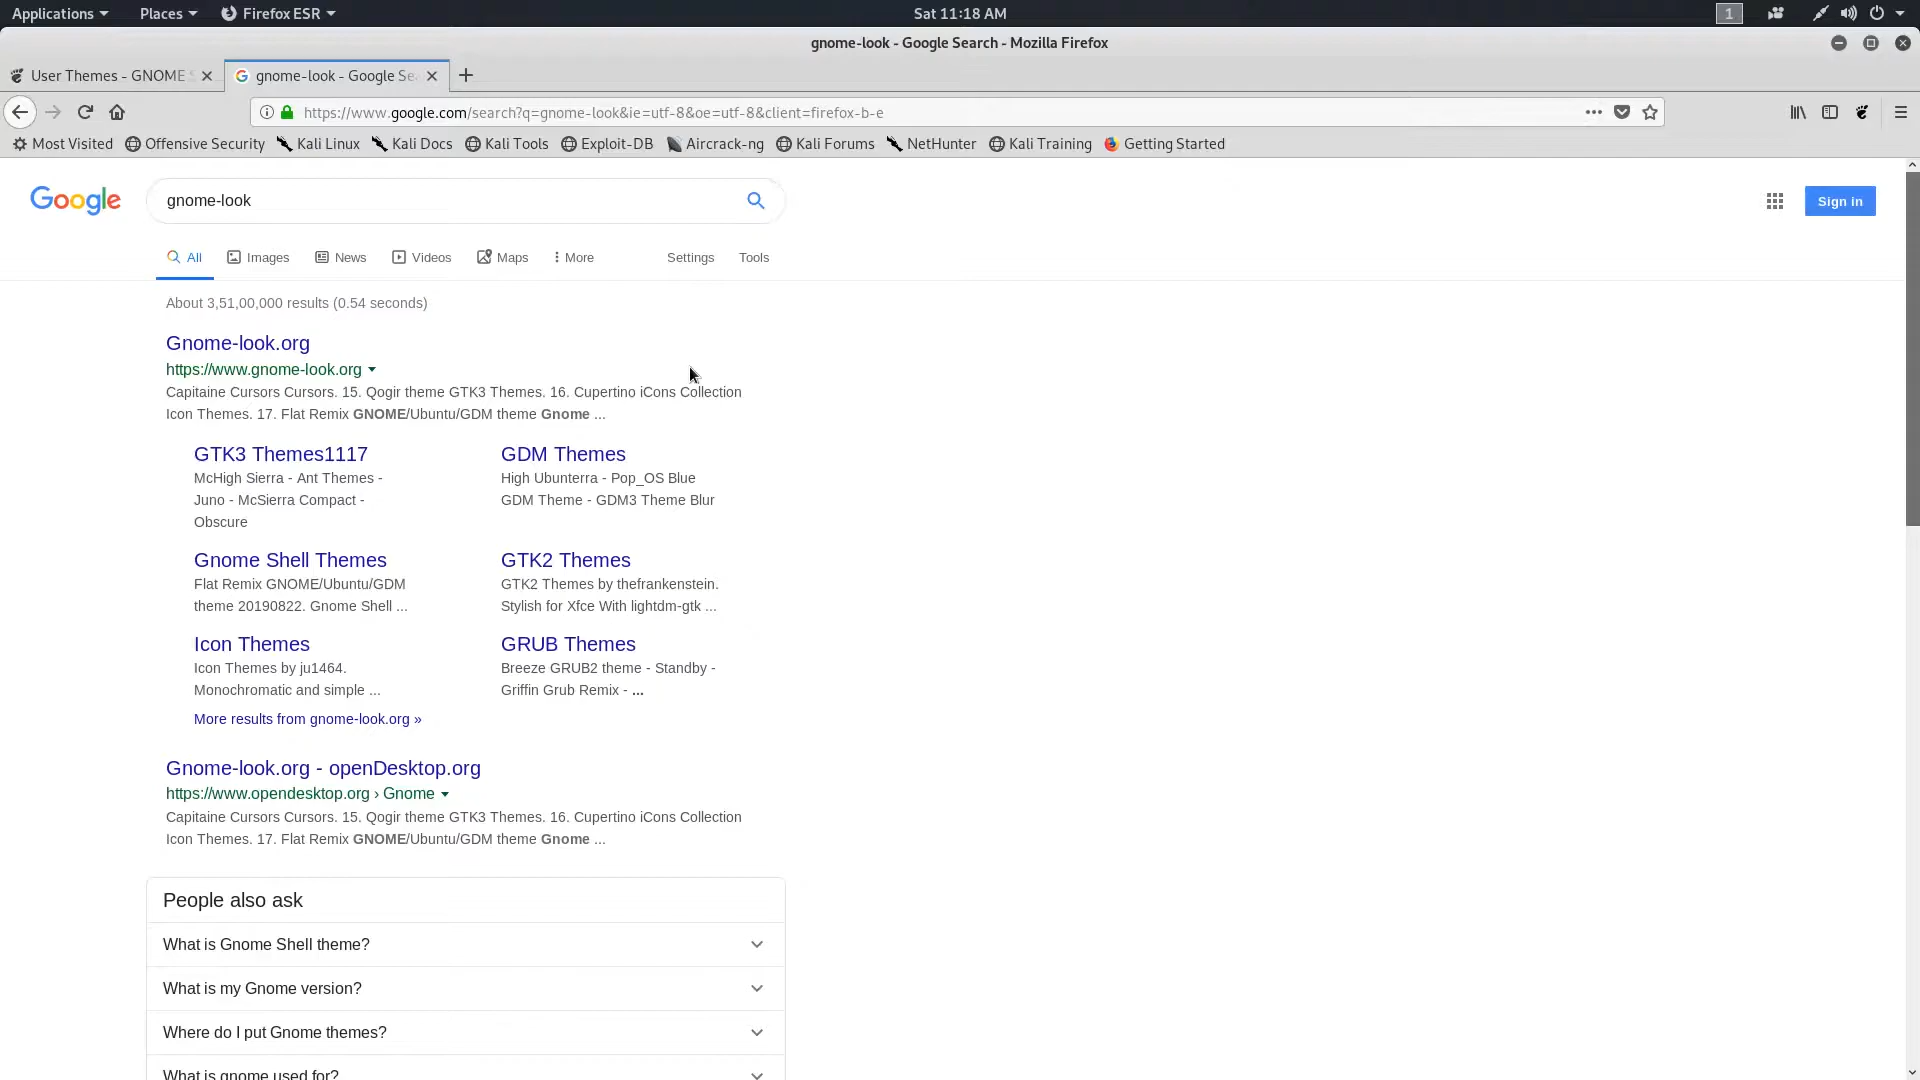 Applications Places Firefox ESR Sat 11:18 AM 1
gnome-look - Google Search - Mozilla Firefox
User Themes - GNOME gnome-look - Google Se
https://www.google.com/search?q=gnome-look&ie=utf-8&oe=utf-8&client=firefox-b-e
Most Visited Offensive Security Kali Linux Kali Docs Kali Tools Exploit-DB Aircrack-ng Kali Forums NetHunter Kali Training Getting Started
Google gnome-look Sign in
All Images News Videos Maps More Settings Tools
About 3,51,00,000 results (0.54 seconds)
Gnome-look.org
https://www.gnome-look.org
Capitaine Cursors Cursors. 15. Qogir theme GTK3 Themes. 16. Cupertino iCons Collection
Icon Themes. 17. Flat Remix GNOME/Ubuntu/GDM theme Gnome ...
GTK3 Themes1117
McHigh Sierra - Ant Themes -
Juno - McSierra Compact -
Obscure
GDM Themes
High Ubunterra - Pop_OS Blue
GDM Theme - GDM3 Theme Blur
Gnome Shell Themes
Flat Remix GNOME/Ubuntu/GDM
theme 20190822. Gnome Shell ...
GTK2 Themes
GTK2 Themes by thefrankenstein.
Stylish for Xfce With lightdm-gtk ...
Icon Themes
Icon Themes by ju1464.
Monochromatic and simple ...
GRUB Themes
Breeze GRUB2 theme - Standby -
Griffin Grub Remix - ...
More results from gnome-look.org »
Gnome-look.org - openDesktop.org
https://www.opendesktop.org › Gnome
Capitaine Cursors Cursors. 15. Qogir theme GTK3 Themes. 16. Cupertino iCons Collection
Icon Themes. 17. Flat Remix GNOME/Ubuntu/GDM theme Gnome ...
People also ask
What is Gnome Shell theme?
What is my Gnome version?
Where do I put Gnome themes?
What is gnome used for?